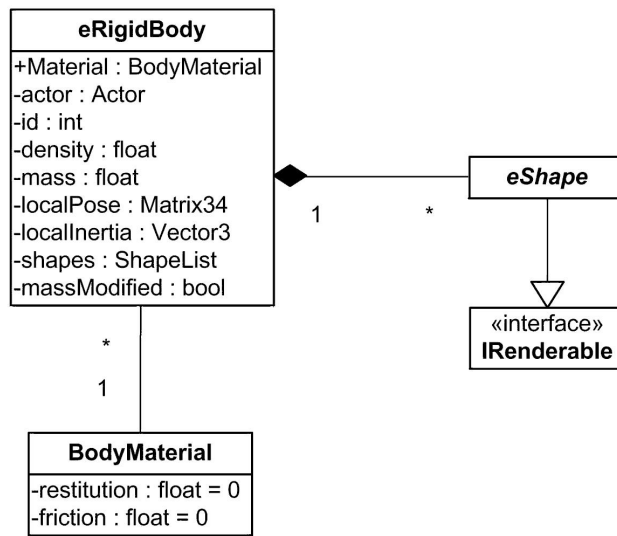 eRigidBody
+Material : BodyMaterial
-actor : Actor
-id : int
-density : float
-mass : float
-localPose : Matrix34
-localInertia : Vector3
-shapes : ShapeList
-massModified : bool
1
*
eShape
«interface»
IRenderable
*
1
BodyMaterial
-restitution : float = 0
-friction : float = 0